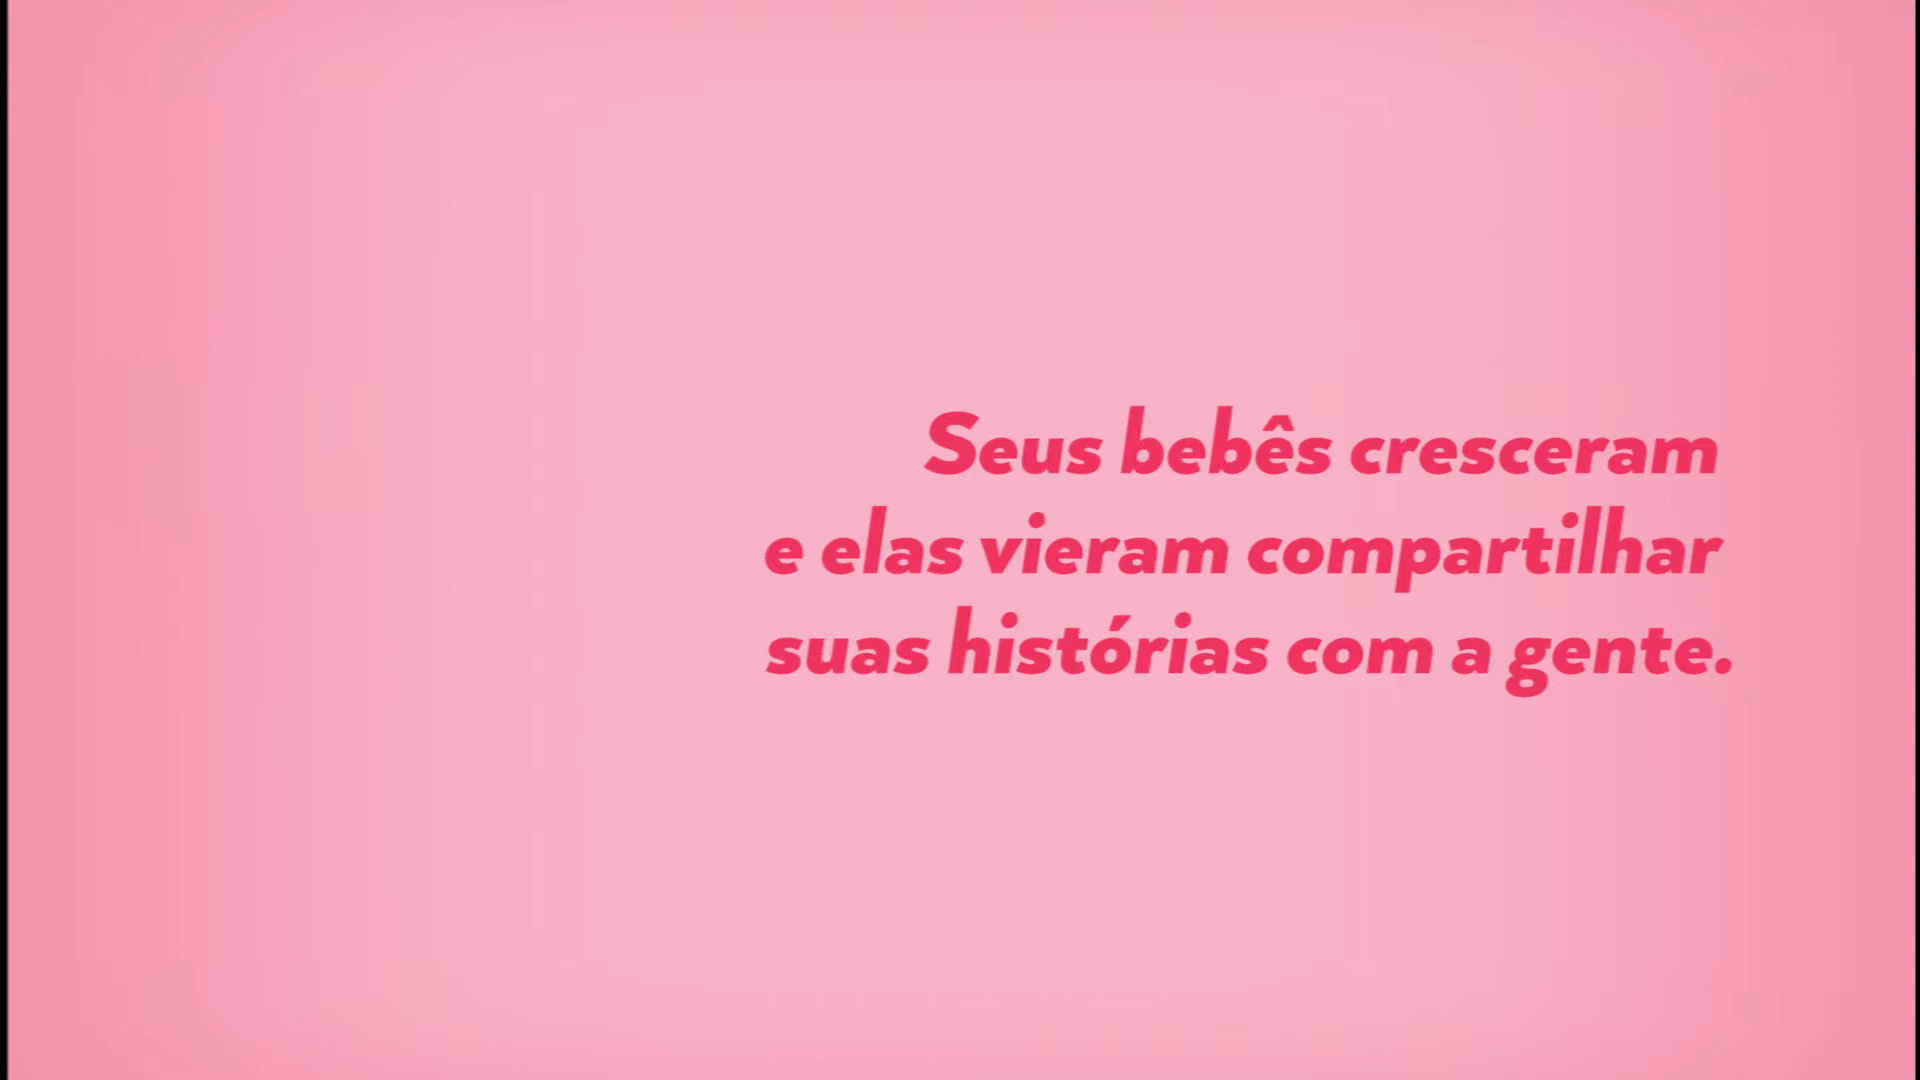 Seus bebês cresceram
e elas vieram compartilhar
suas histórias com a gente.